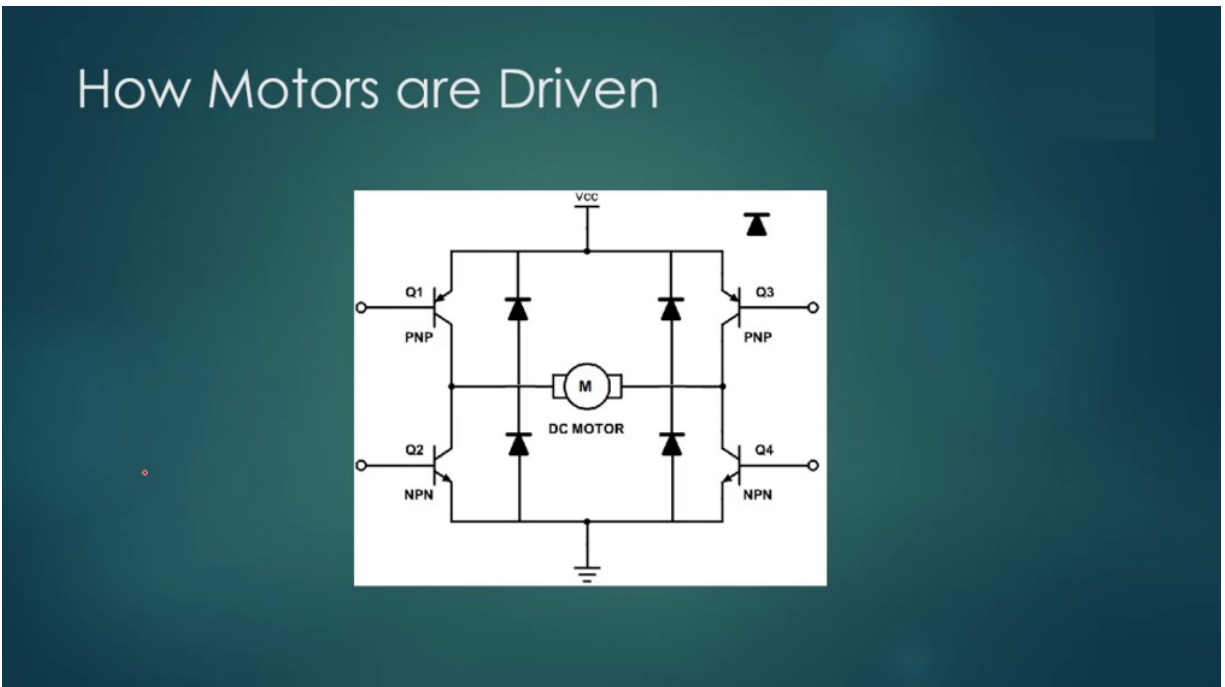 How Motors are Driven
Vcc
Q1
Q3
PNP
PNP
M
DC MOTOR
Q2
Q4
NPN
NPN